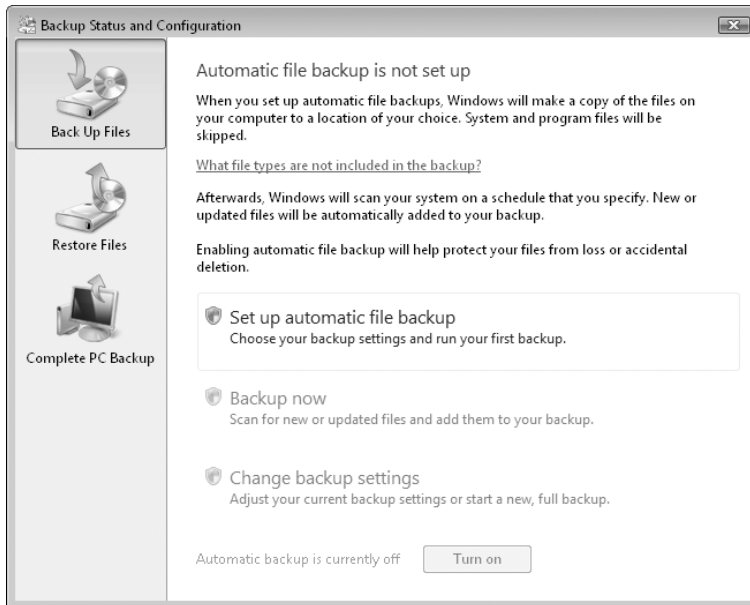 Backup Status and Configuration
Back Up Files
Restore Files
Complete PC Backup
Automatic file backup is not set up
When you set up automatic file backups, Windows will make a copy of the files on
your computer to a location of your choice. System and program files will be
skipped.
What file types are not included in the backup?
Afterwards, Windows will scan your system on a schedule that you specify. New or
updated files will be automatically added to your backup.
Enabling automatic file backup will help protect your files from loss or accidental
deletion.
Set up automatic file backup
Choose your backup settings and run your first backup.
Backup now
Scan for new or updated files and add them to your backup.
Change backup settings
Adjust your current backup settings or start a new, full backup.
Automatic backup is currently off
Turn on